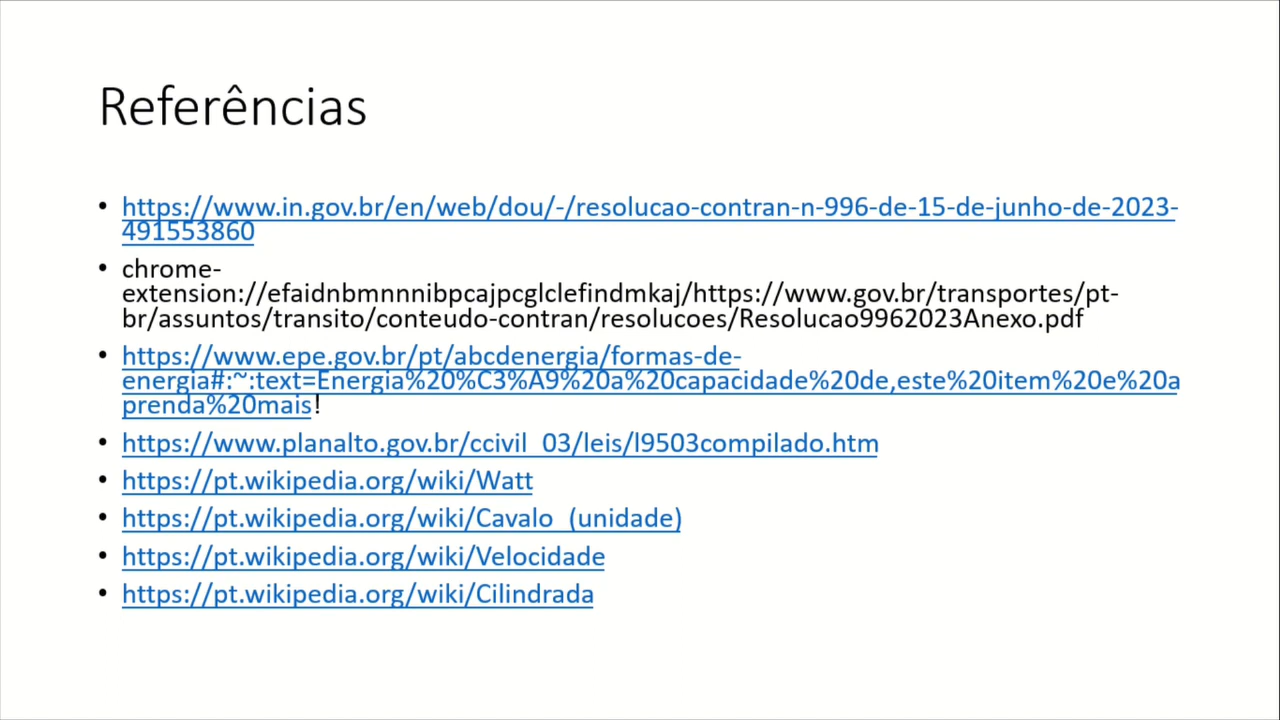 Referências
• https://www.in.gov.br/en/web/dou/-/resolucao-contran-n-996-de-15-de-junho-de-2023-
491553860
• chrome-
extension://efaidnbmnnnibpcajpcglclefindmkaj/https://www.gov.br/transportes/pt-
br/assuntos/transito/conteudo-contran/resolucoes/Resolucao9962023Anexo.pdf
• https://www.epe.gov.br/pt/abcdenergia/formas-de-
energia#:~:text=Energia%20%C3%A9%20a%20capacidade%20de,este%20item%20e%20a
prenda%20mais!
• https://www.planalto.gov.br/ccivil_03/leis/l9503compilado.htm
• https://pt.wikipedia.org/wiki/Watt
• https://pt.wikipedia.org/wiki/Cavalo_(unidade)
• https://pt.wikipedia.org/wiki/Velocidade
• https://pt.wikipedia.org/wiki/Cilindrada